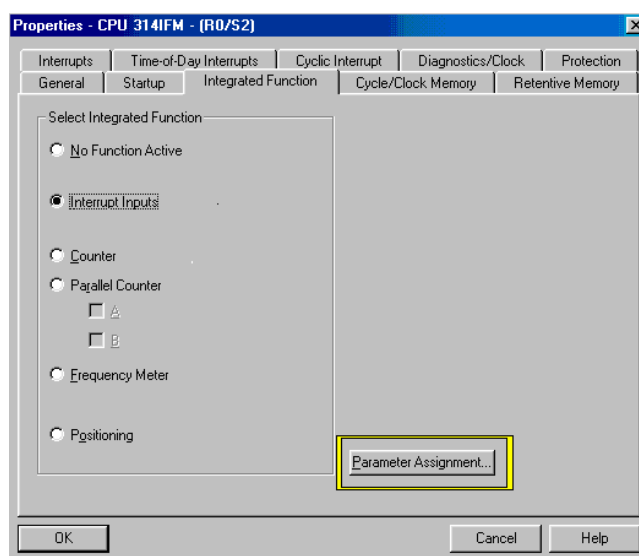 Properties - CPU 314IFM - (R0/S2)
Interrupts Time-of-Day Interrupts Cyclic Interrupt Diagnostics/Clock Protection
General Startup Integrated Function Cycle/Clock Memory Retentive Memory
Select Integrated Function
No Function Active
Interrupt Inputs
Counter
Parallel Counter
A
B
Frequency Meter
Positioning
Parameter Assignment...
OK Cancel Help